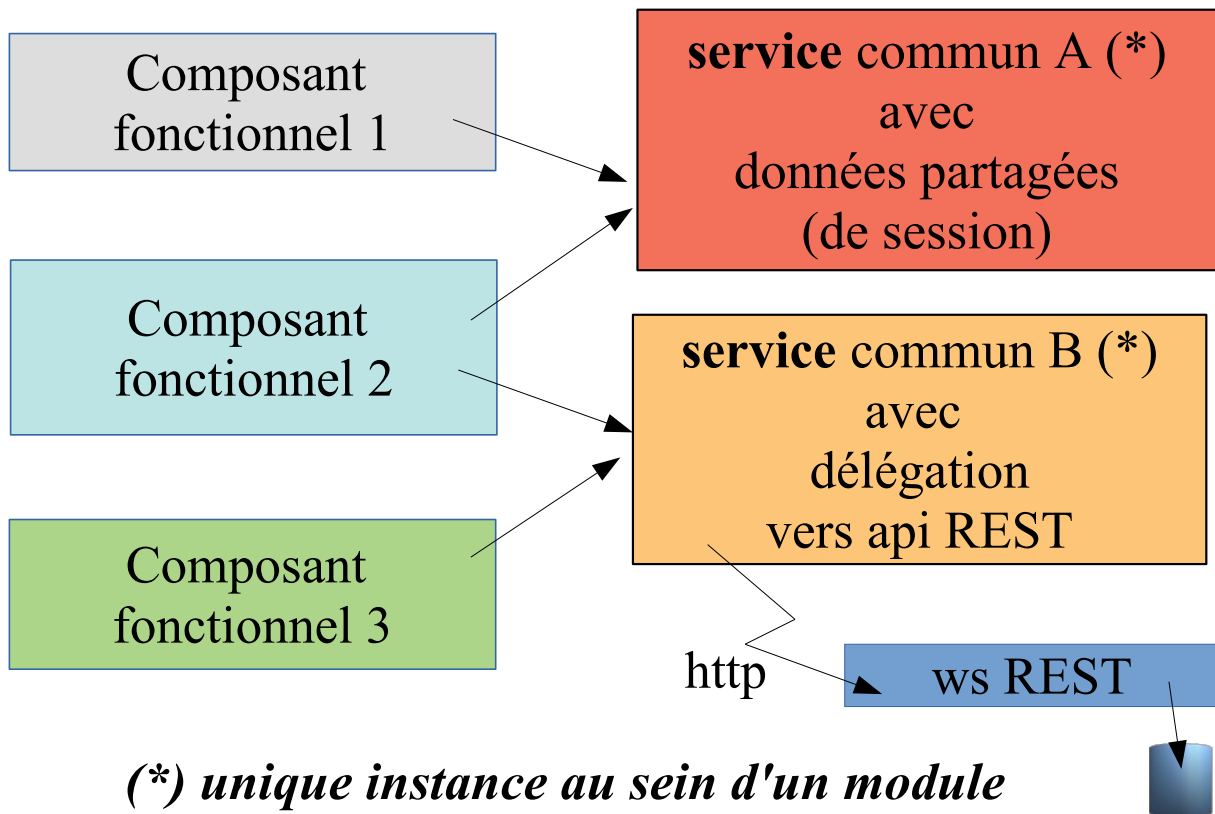 Composant
fonctionnel 1
service commun A (*)
avec
données partagées
(de session)
Composant
fonctionnel 2
service commun B (*)
avec
délégation
vers api REST
Composant
fonctionnel 3
http
ws REST
(*) unique instance au sein d'un module